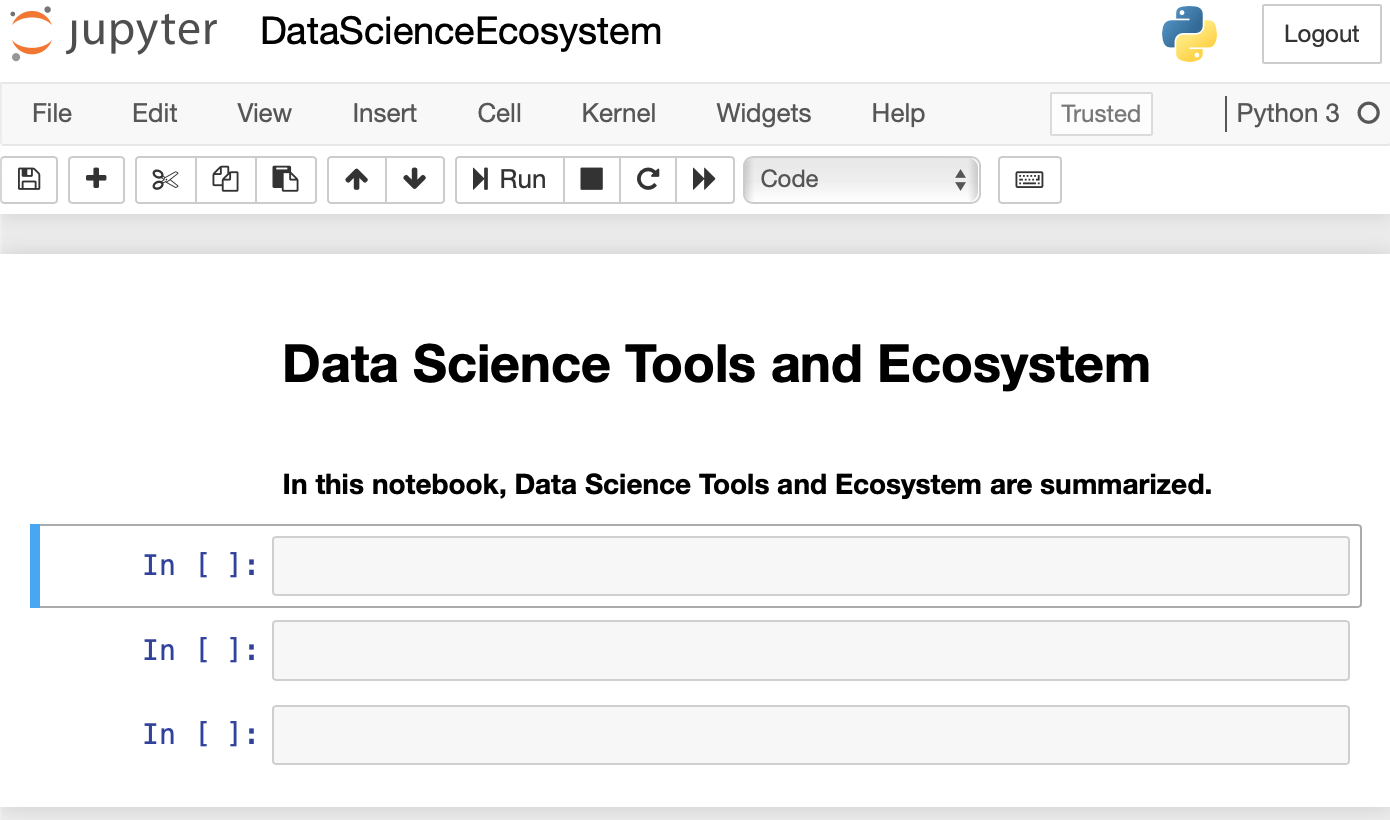 jupyter DataScienceEcosystem Logout
File Edit View Insert Cell Kernel Widgets Help Trusted Python 3
Run Code
Data Science Tools and Ecosystem
In this notebook, Data Science Tools and Ecosystem are summarized.
In [ ]:
In [ ]:
In [ ]: